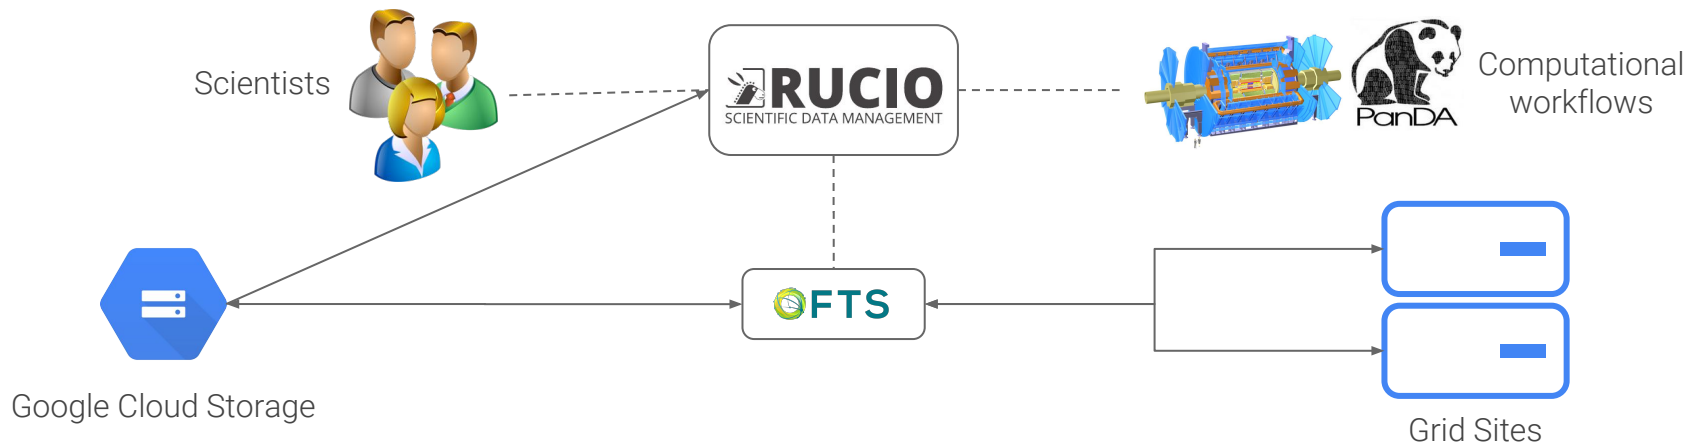 Scientists
RUCIO
SCIENTIFIC DATA MANAGEMENT
PanDA
Computational
workflows
FTS
Google Cloud Storage
Grid Sites